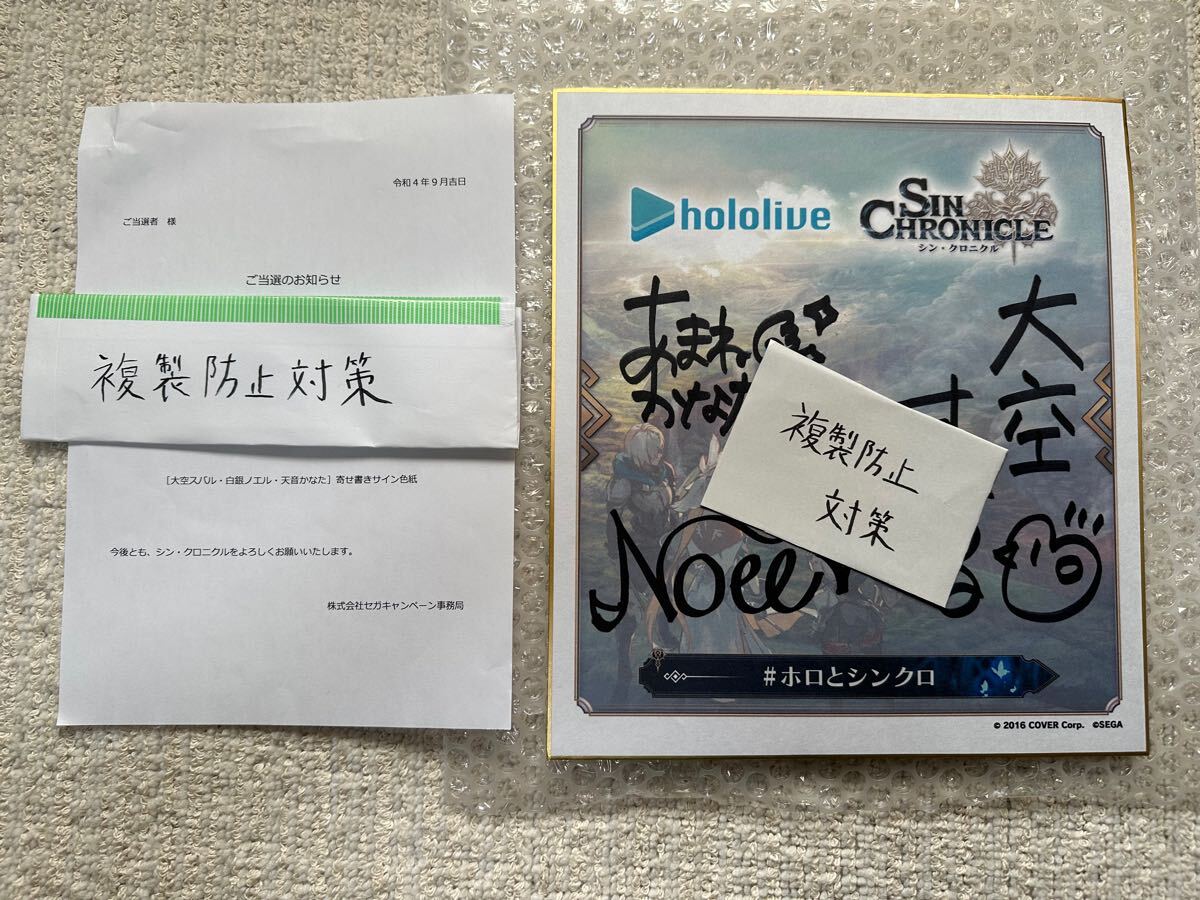 令和4年9月吉日
ご当選者 様
ご当選のお知らせ
複製防止対策
[大空スバル・白銀ノエル・天音かなた] 寄せ書きサイン色紙
今後とも、シン・クロニクルをよろしくお願いいたします。
株式会社セガキャンペーン事務局
hololive
SIN CHRONICLE
シン・クロニクル
あまね
かなた
大空
複製防止
対策
Noel
#ホロとシンクロ
© 2016 COVER Corp. ©SEGA